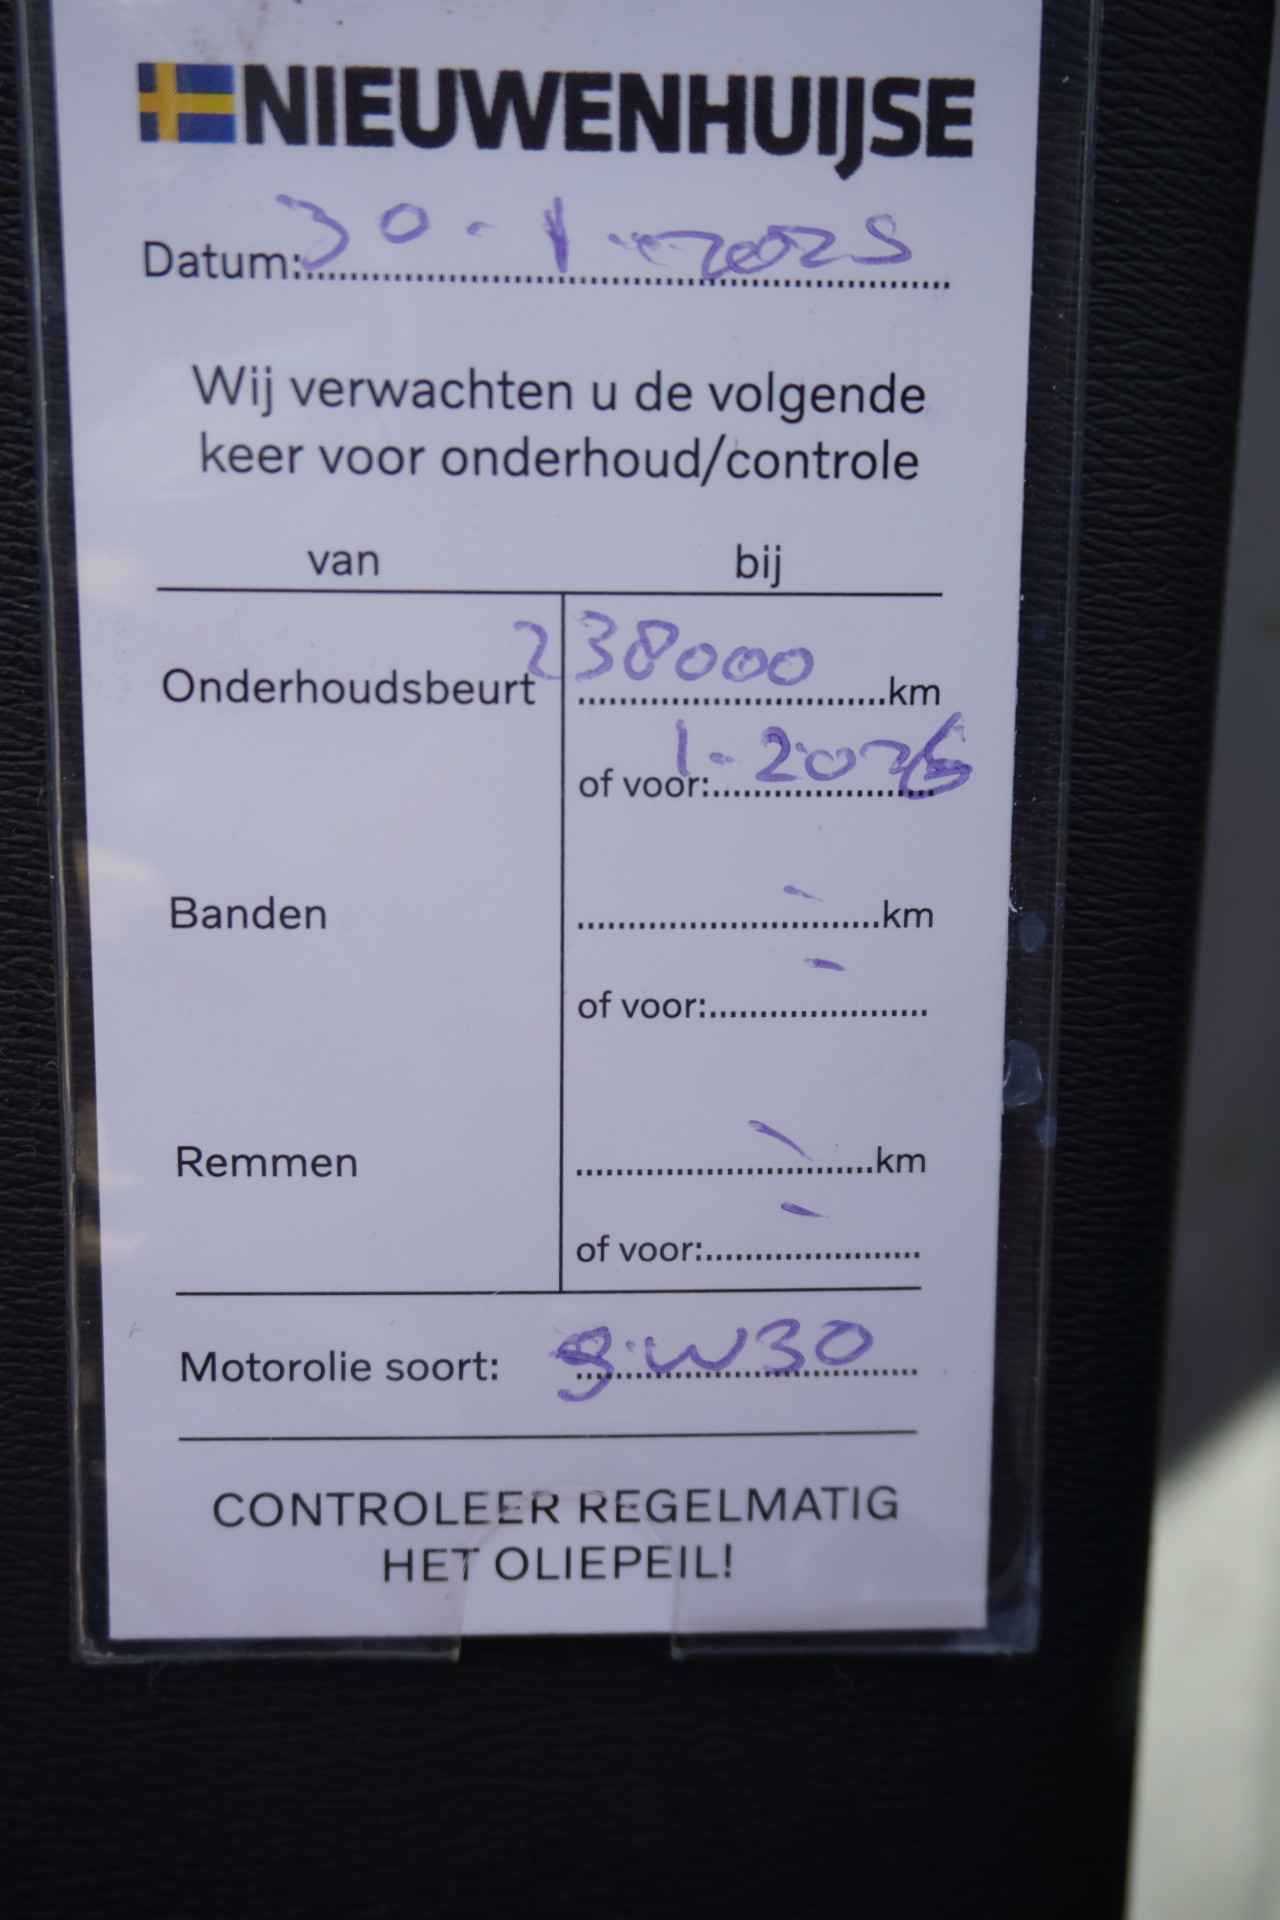 NIEUWENHUIJSE
Datum: 30-1-2025
Wij verwachten u de volgende
keer voor onderhoud/controle
van bij
Onderhoudsbeurt 238000 km
of voor: 1-2026
Banden - km
of voor: -
Remmen - km
of voor: -
Motorolie soort: W30
CONTROLEER REGELMATIG
HET OLIEPEIL!